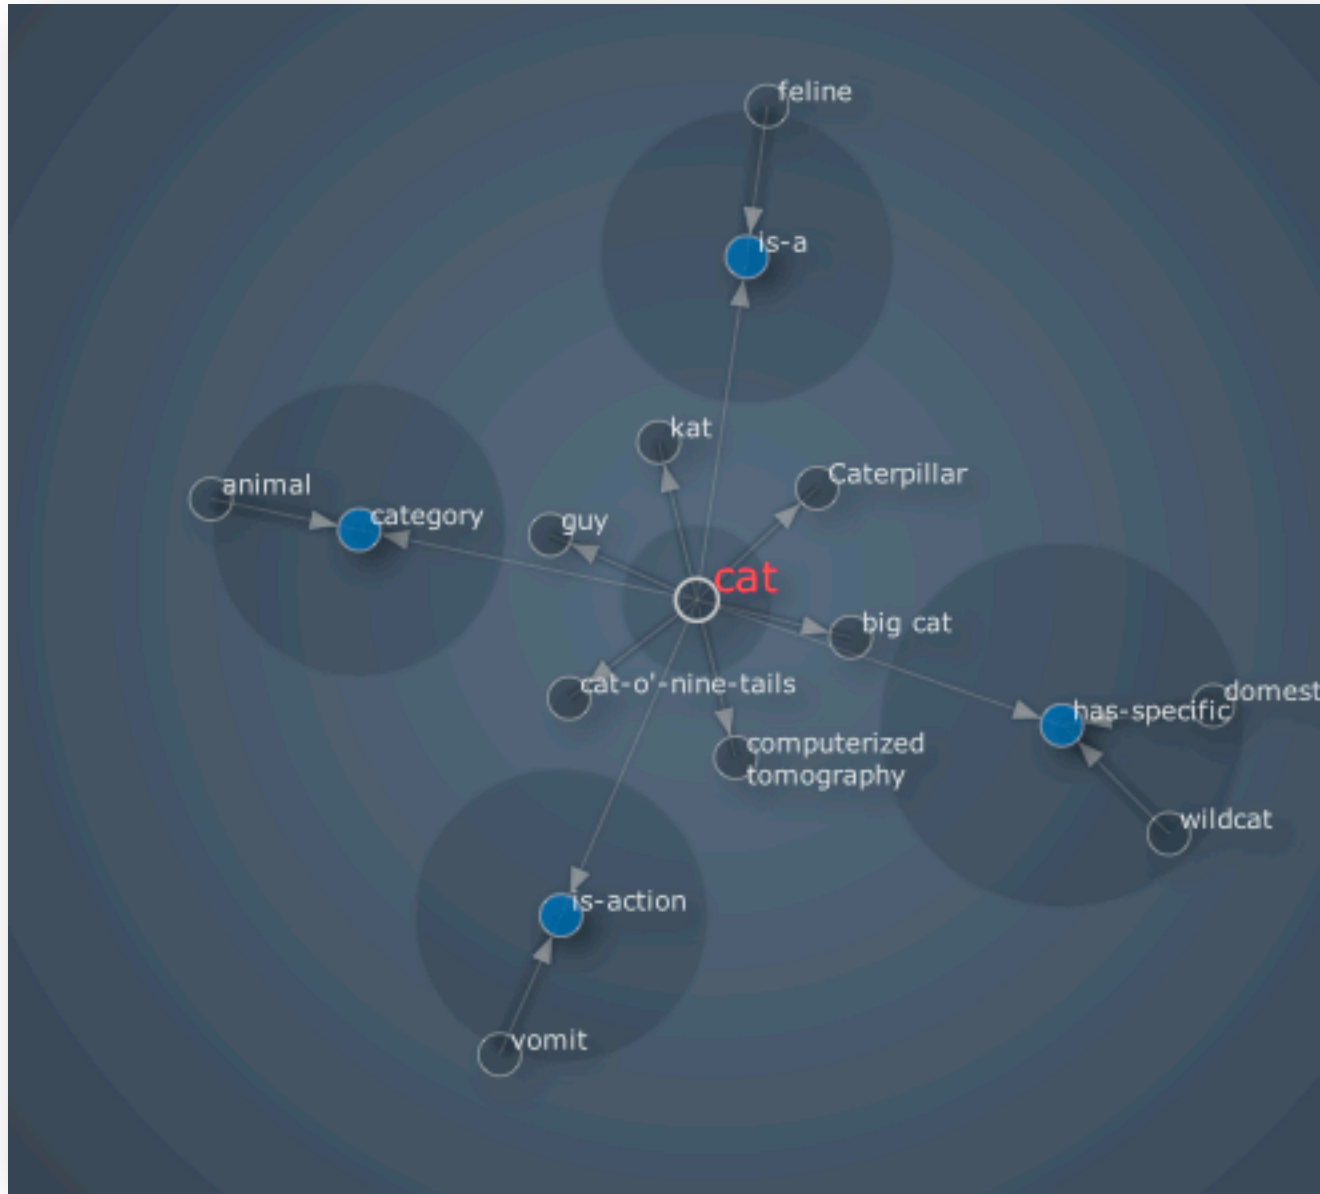 feline
is-a
kat
Caterpillar
animal
category
guy
cat
big cat
cat-o'-nine-tails
domest
has-specific
computerized
tomography
wildcat
is-action
vomit